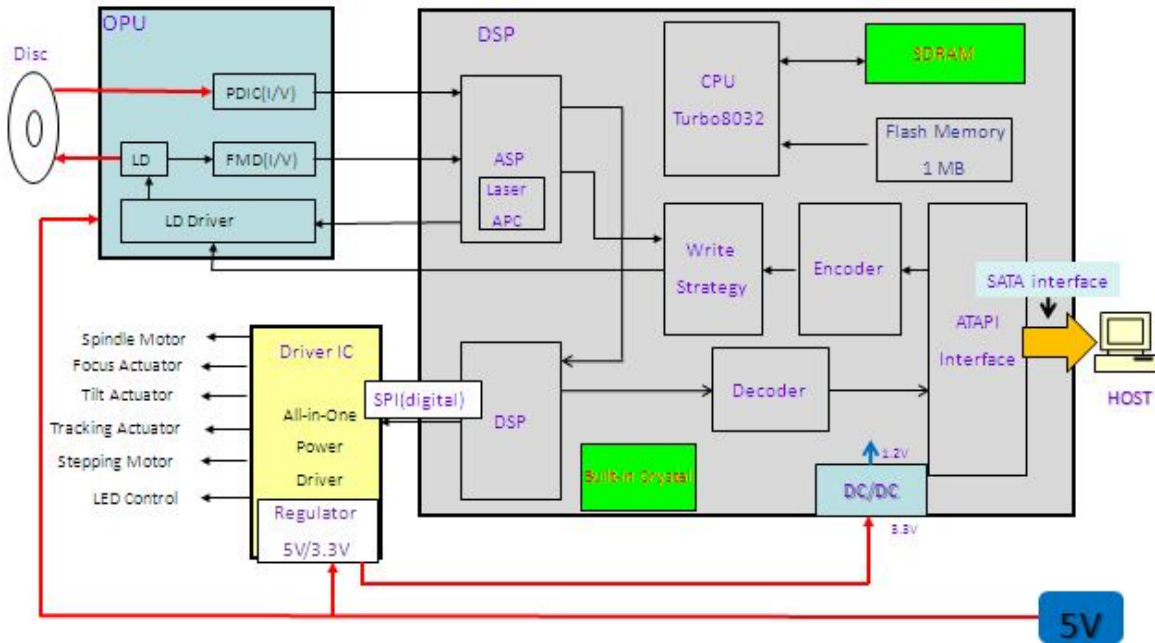 OPU
DSP
Disc
PDIC(I/V)
LD
FMD(I/V)
LD Driver
ASP
Laser
APC
CPU
Turbo8032
SDRAM
Flash Memory
1 MB
Write
Strategy
Encoder
ATAPI
Interface
SATA interface
HOST
Spindle Motor
Focus Actuator
Tilt Actuator
Tracking Actuator
Stepping Motor
LED Control
Driver IC
All-in-One
Power
Driver
Regulator
5V/3.3V
SPI(digital)
DSP
Decoder
Built-in Crystal
1.2V
DC/DC
3.3V
5V